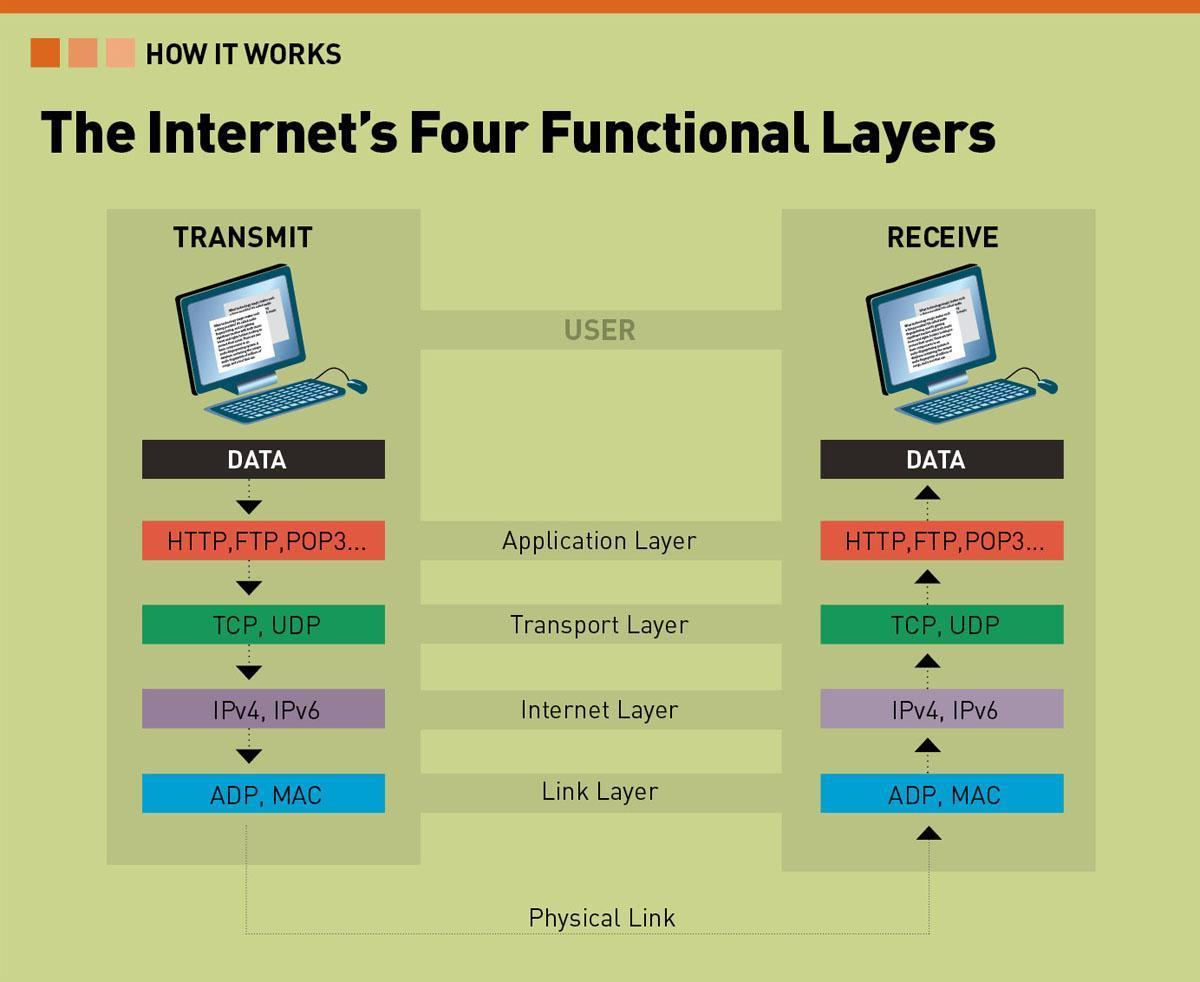 HOW IT WORKS
The Internet's Four Functional Layers
TRANSMIT
RECEIVE
USER
DATA
DATA
HTTP,FTP,POP3...
Application Layer
HTTP,FTP,POP3...
TCP, UDP
Transport Layer
TCP, UDP
IPv4, IPv6
Internet Layer
IPv4, IPv6
ADP, MAC
Link Layer
ADP, MAC
Physical Link